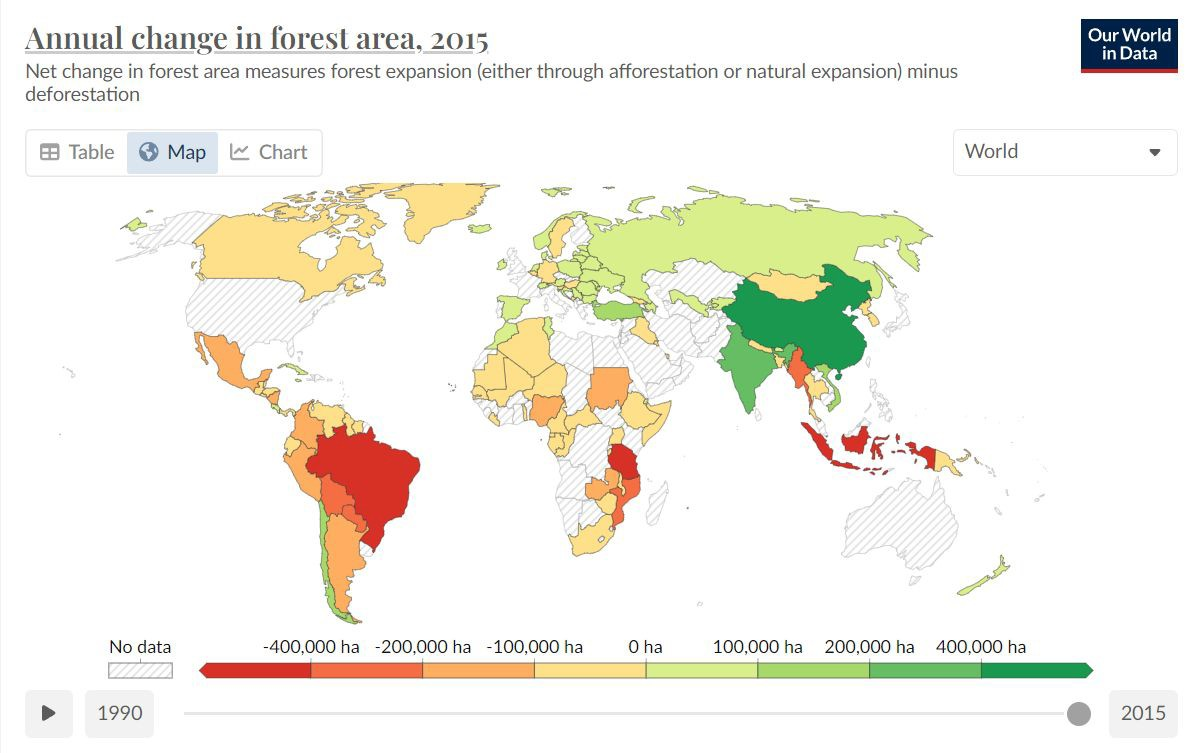 Annual change in forest area, 2015
Our World
in Data
Net change in forest area measures forest expansion (either through afforestation or natural expansion) minus
deforestation
Table
Map
Chart
World
No data
-400,000 ha
-200,000 ha
-100,000 ha
0 ha
100,000 ha
200,000 ha
400,000 ha
1990
2015